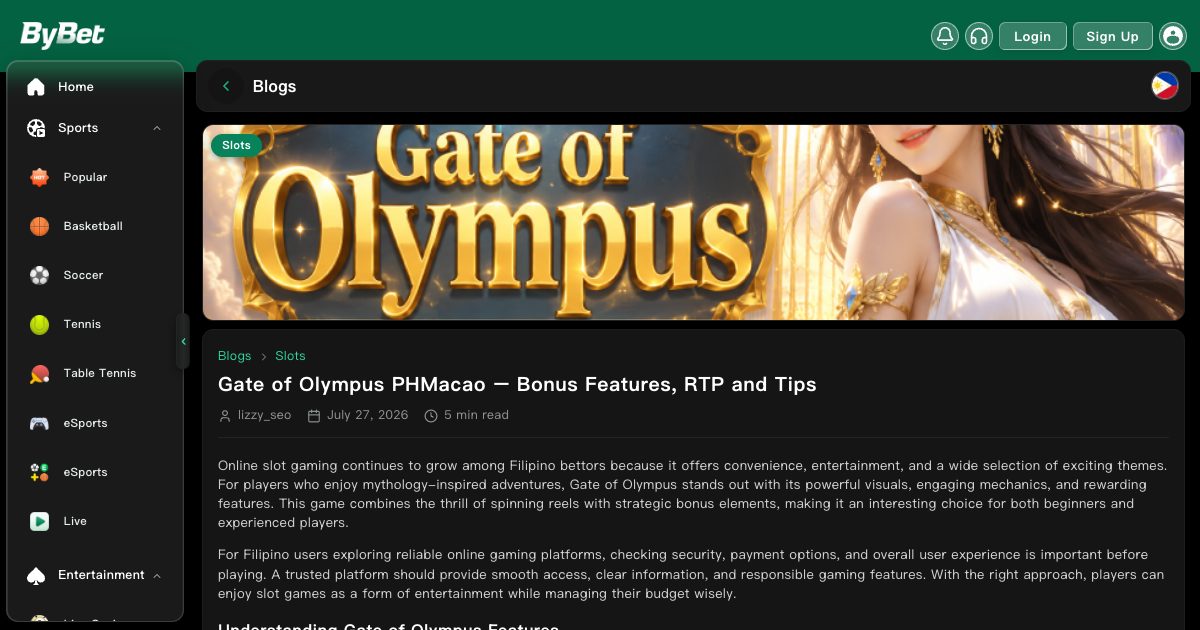 ByBet
Login
Sign Up
Home
Sports
Popular
Basketball
Soccer
Tennis
Table Tennis
eSports
eSports
Live
Entertainment
Blogs
Slots
Gate of
Olympus
Blogs > Slots
Gate of Olympus PHMacao – Bonus Features, RTP and Tips
lizzy_seo July 27, 2026 5 min read
Online slot gaming continues to grow among Filipino bettors because it offers convenience, entertainment, and a wide selection of exciting themes.
For players who enjoy mythology-inspired adventures, Gate of Olympus stands out with its powerful visuals, engaging mechanics, and rewarding
features. This game combines the thrill of spinning reels with strategic bonus elements, making it an interesting choice for both beginners and
experienced players.
For Filipino users exploring reliable online gaming platforms, checking security, payment options, and overall user experience is important before
playing. A trusted platform should provide smooth access, clear information, and responsible gaming features. With the right approach, players can
enjoy slot games as a form of entertainment while managing their budget wisely.
Understanding Gate of Olympus Features